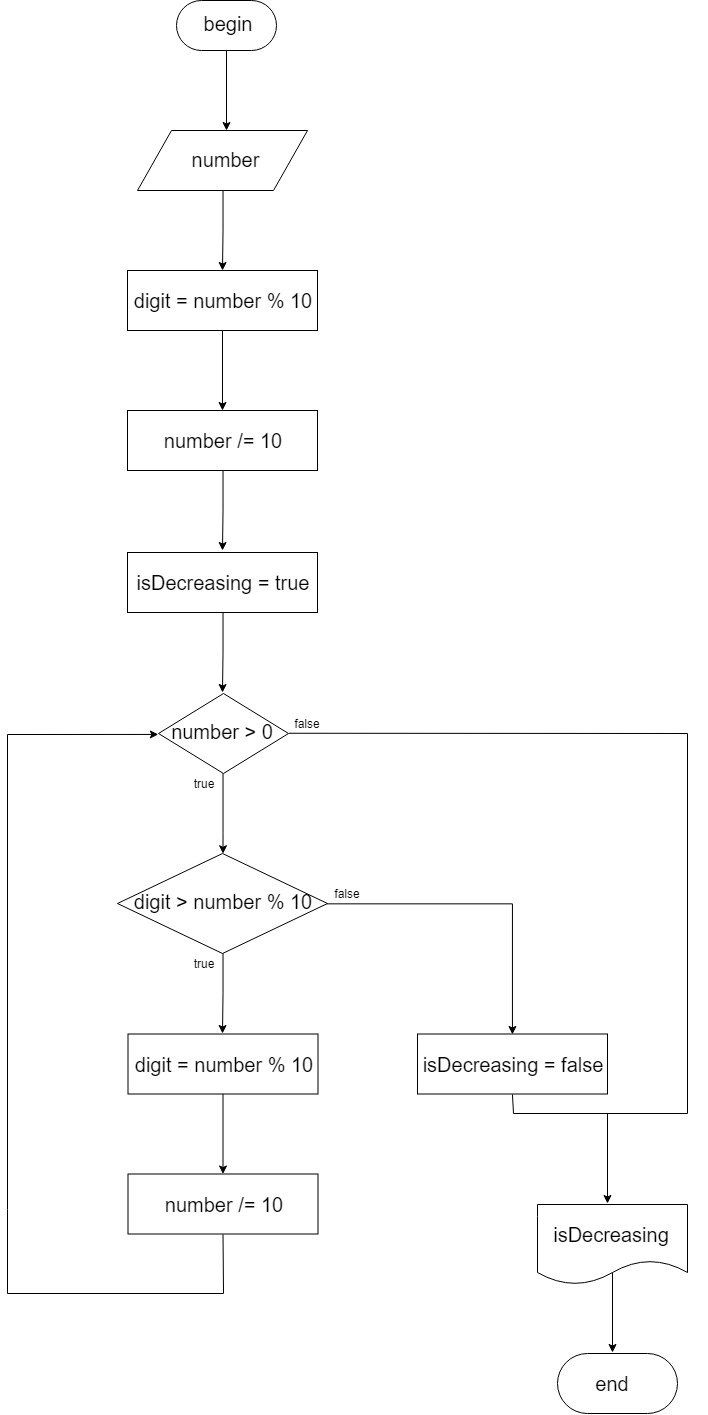 begin
number
digit = number % 10
number /= 10
isDecreasing = true
number > 0
false
true
digit > number % 10
false
true
digit = number % 10
isDecreasing = false
number /= 10
isDecreasing
end